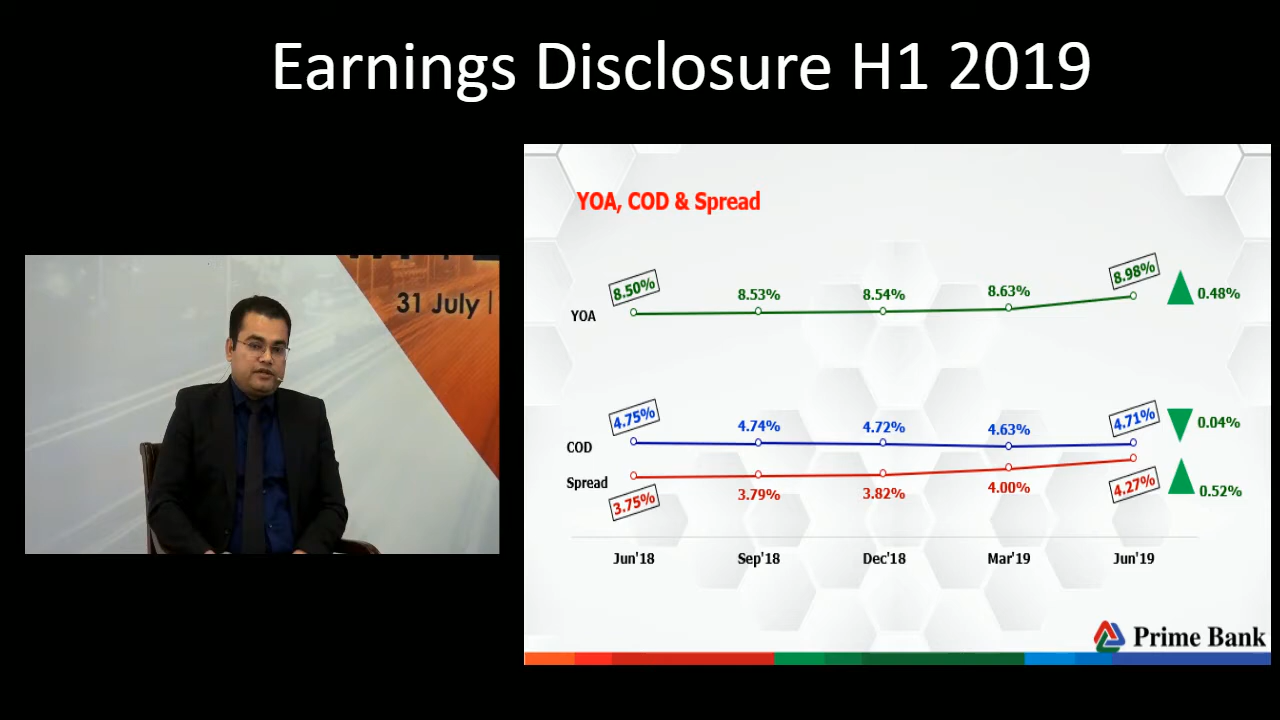 Earnings Disclosure H1 2019
31 July |
YOA, COD & Spread
YOA
8.50%
8.53%
8.54%
8.63%
8.98%
0.48%
COD
4.75%
4.74%
4.72%
4.63%
4.71%
0.04%
Spread
3.75%
3.79%
3.82%
4.00%
4.27%
0.52%
Jun'18
Sep'18
Dec'18
Mar'19
Jun'19
Prime Bank